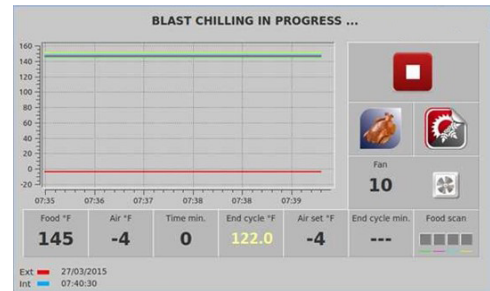 BLAST CHILLING IN PROGRESS ...
160
140
120
100
80
60
40
20
0
-20
07:35 07:36 07:37 07:38 07:38 07:39
Fan
10
Food °F Air °F Time min. End cycle °F Air set °F End cycle min. Food scan
145 -4 0 122.0 -4 ---
Ext 27/03/2015
Int 07:40:30